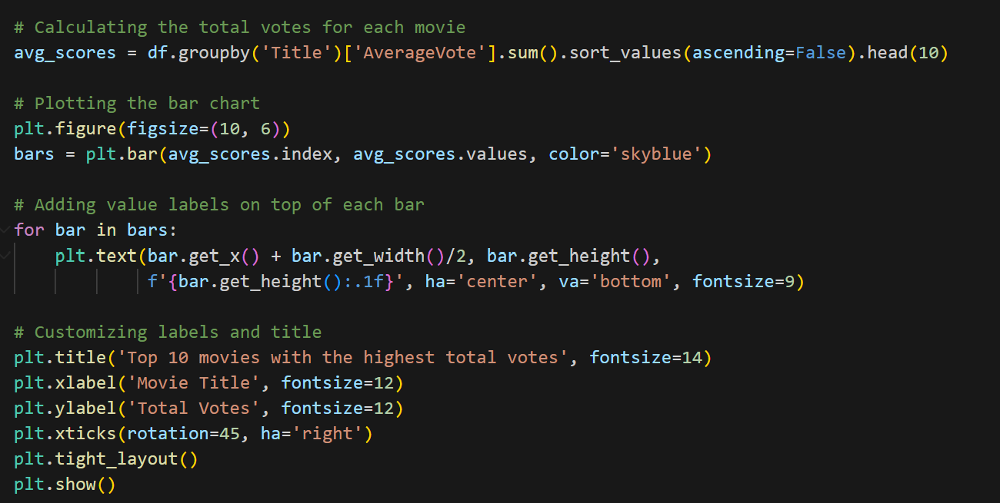 # Calculating the total votes for each movie
avg_scores = df.groupby('Title')['AverageVote'].sum().sort_values(ascending=False).head(10)
# Plotting the bar chart
plt.figure(figsize=(10, 6))
bars = plt.bar(avg_scores.index, avg_scores.values, color='skyblue')
# Adding value labels on top of each bar
for bar in bars:
    plt.text(bar.get_x() + bar.get_width()/2, bar.get_height(),
             f'{bar.get_height():.1f}', ha='center', va='bottom', fontsize=9)
# Customizing labels and title
plt.title('Top 10 movies with the highest total votes', fontsize=14)
plt.xlabel('Movie Title', fontsize=12)
plt.ylabel('Total Votes', fontsize=12)
plt.xticks(rotation=45, ha='right')
plt.tight_layout()
plt.show()